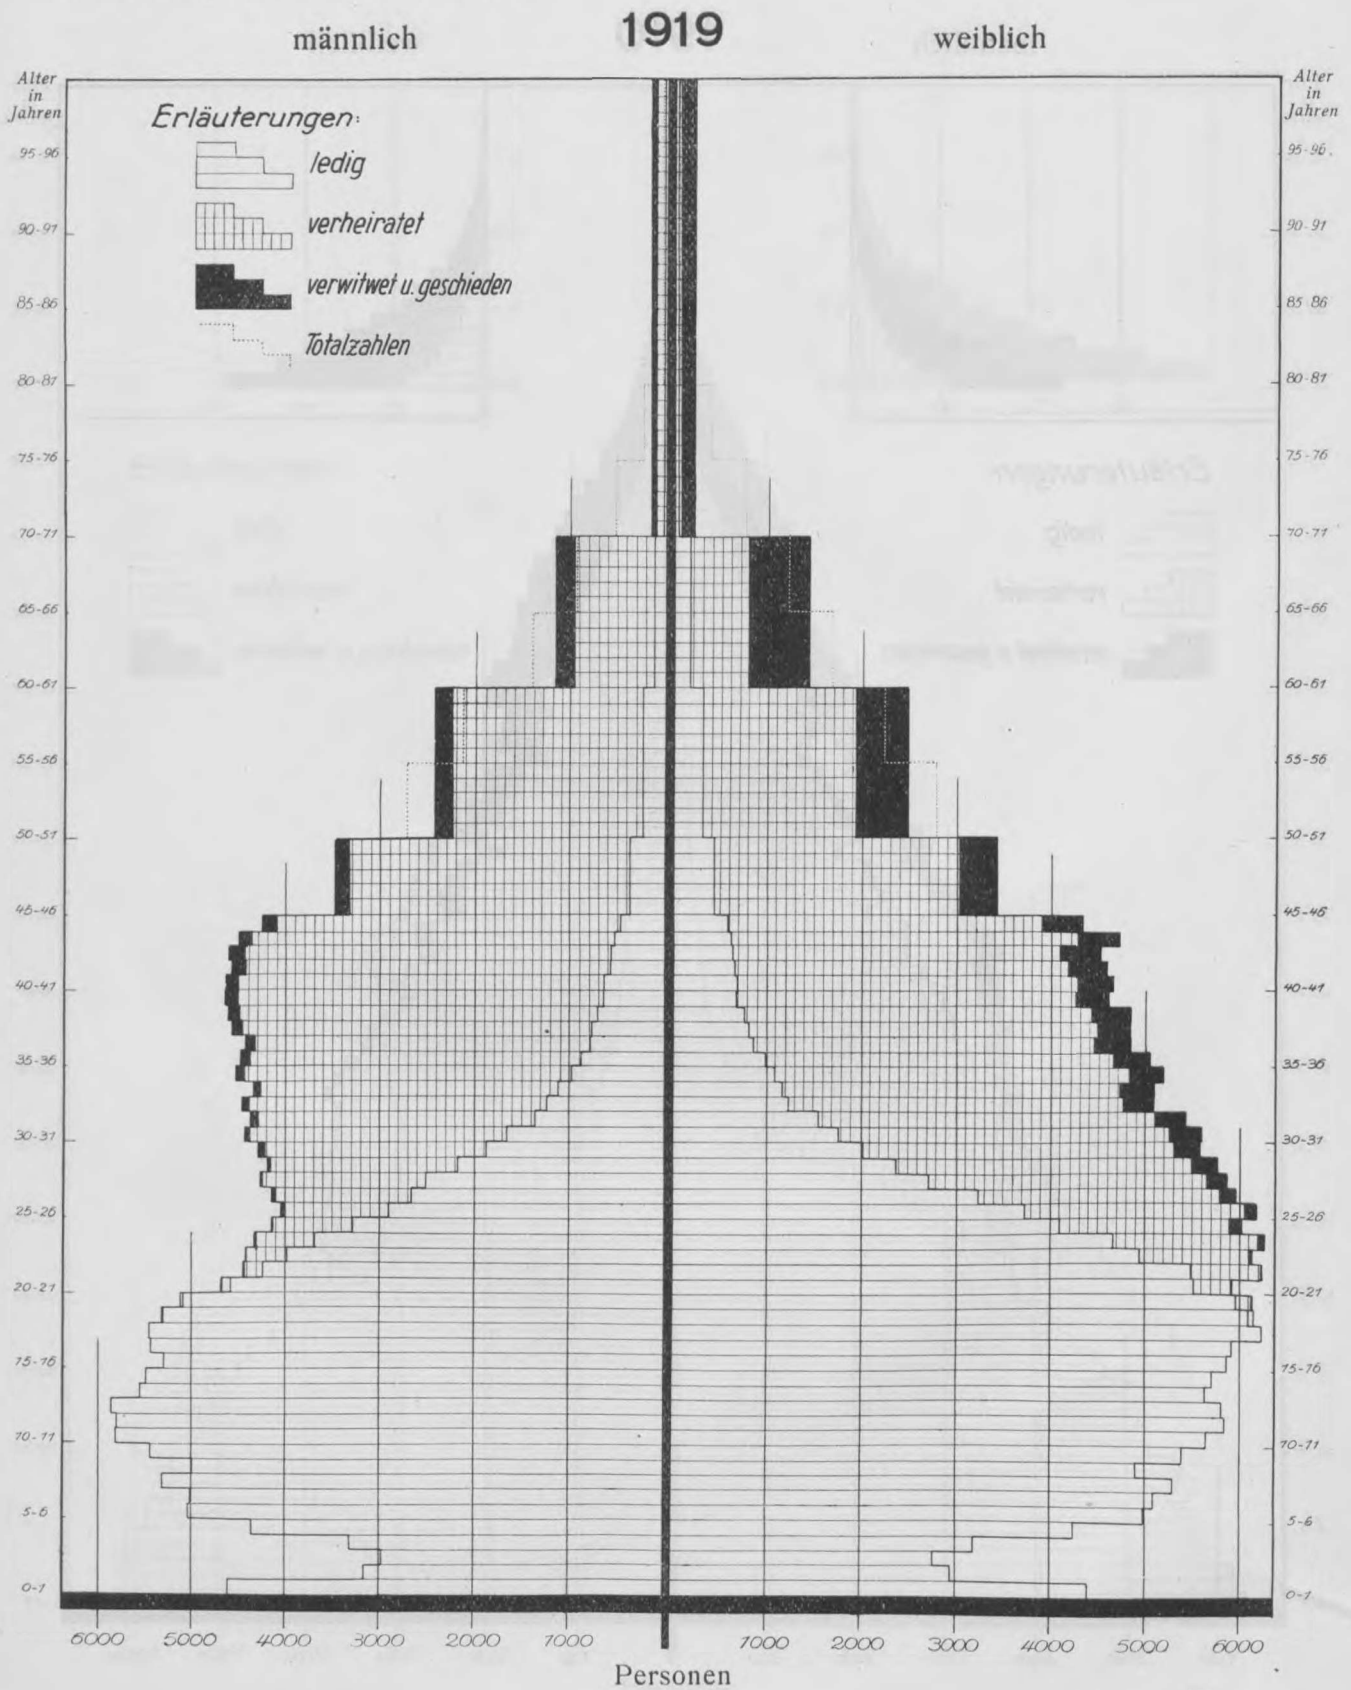 1919
männlich
weiblich
Alter
in
Jahren
Erläuterungen:
ledig
verheiratet
verwitwet u. geschieden
Totalzahlen
95-96
90-91
85-86
80-81
75-76
70-71
65-66
60-61
55-56
50-51
45-46
40-41
35-36
30-31
25-26
20-21
15-16
10-11
5-6
0-1
Alter
in
Jahren
95-96
90-91
85-86
80-81
75-76
70-71
65-66
60-61
55-56
50-51
45-46
40-41
35-36
30-31
25-26
20-21
15-16
10-11
5-6
0-1
6000 5000 4000 3000 2000 1000 1000 2000 3000 4000 5000 6000
Personen